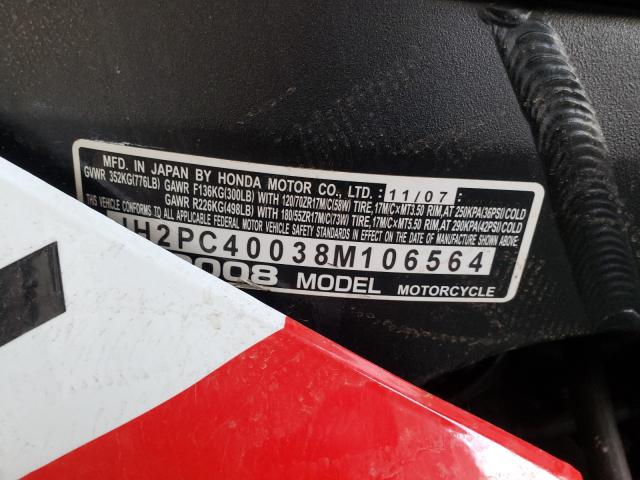 MFD. IN JAPAN BY HONDA MOTOR CO., LTD. 11/07
GVWR 352KG(776LB) GAWR F136KG(300LB) WITH 120/70ZR17M/C(58W) TIRE, 17M/CxMT3.50 RIM, AT 250KPA(36PSI)COLD
GAWR R226KG(498LB) WITH 180/55ZR17M/C(73W) TIRE, 17M/CxMT5.50 RIM, AT 290KPA(42PSI)COLD
THIS VEHICLE CONFORMS TO ALL APPLICABLE FEDERAL MOTOR VEHICLE SAFETY STANDARDS IN EFFECT ON THE DATE OF MANUFACTURE SHOWN ABOVE.
JH2PC40038M106564
2008 MODEL MOTORCYCLE